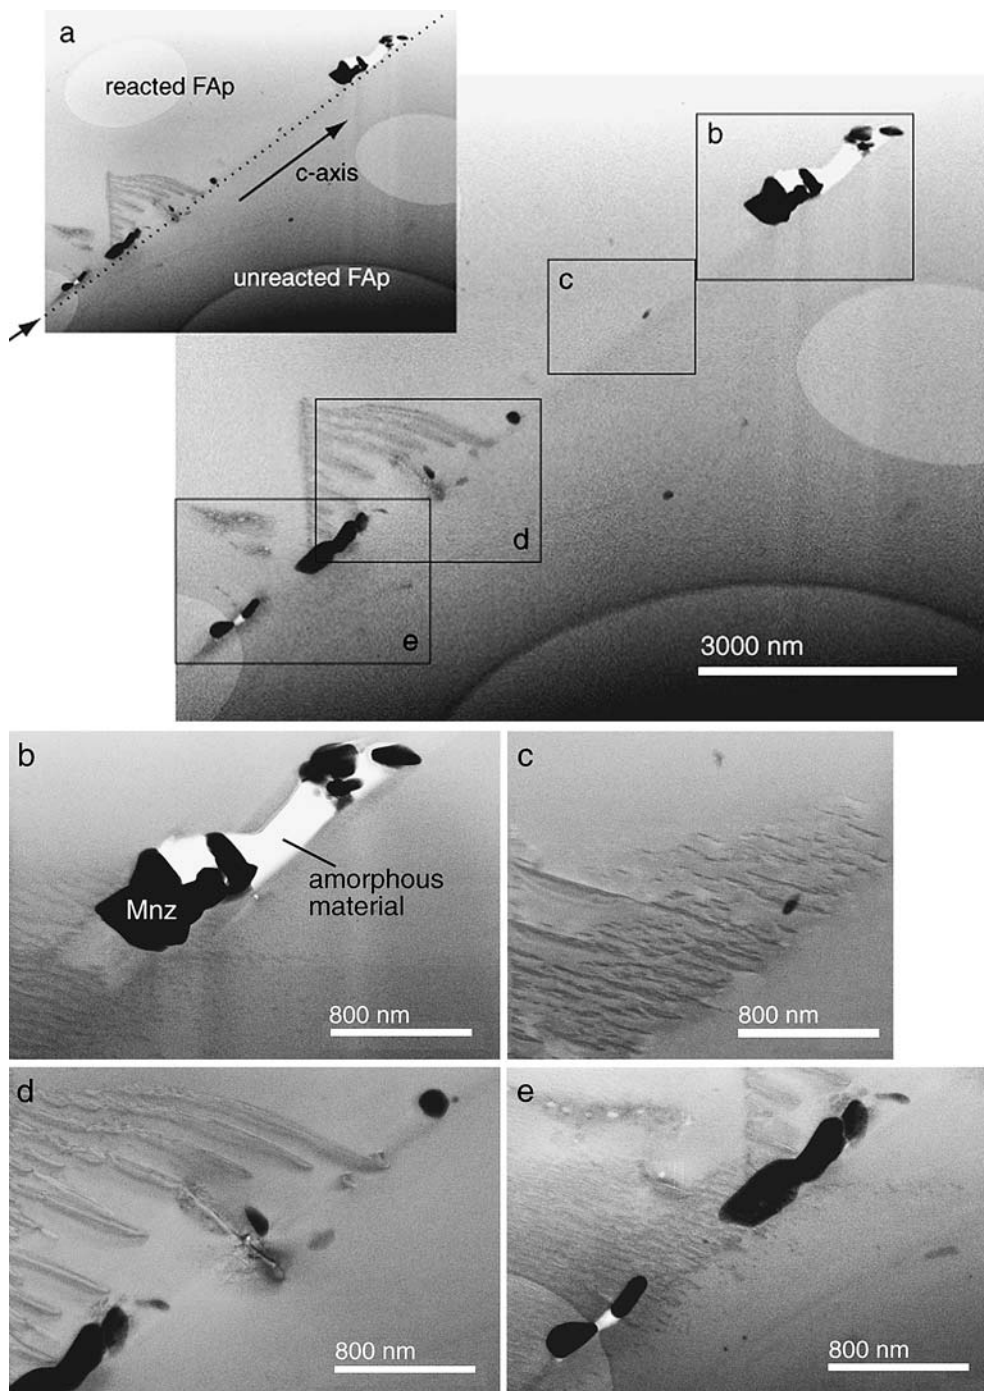 a
reacted FAp
c-axis
unreacted FAp
b
c
d
e
3000 nm
b
Mnz
amorphous
material
800 nm
c
800 nm
d
800 nm
e
800 nm